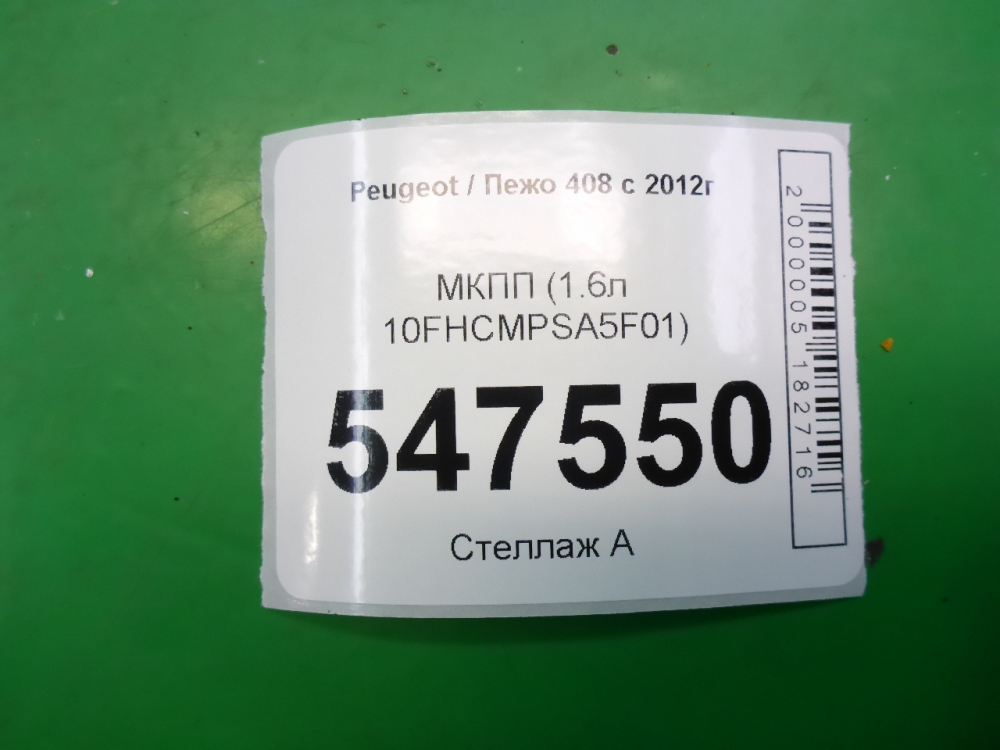 Peugeot / Пежо 408 с 2012г
МКПП (1.6л
10FHCMPSA5F01)
547550
Стеллаж А
2000005182716